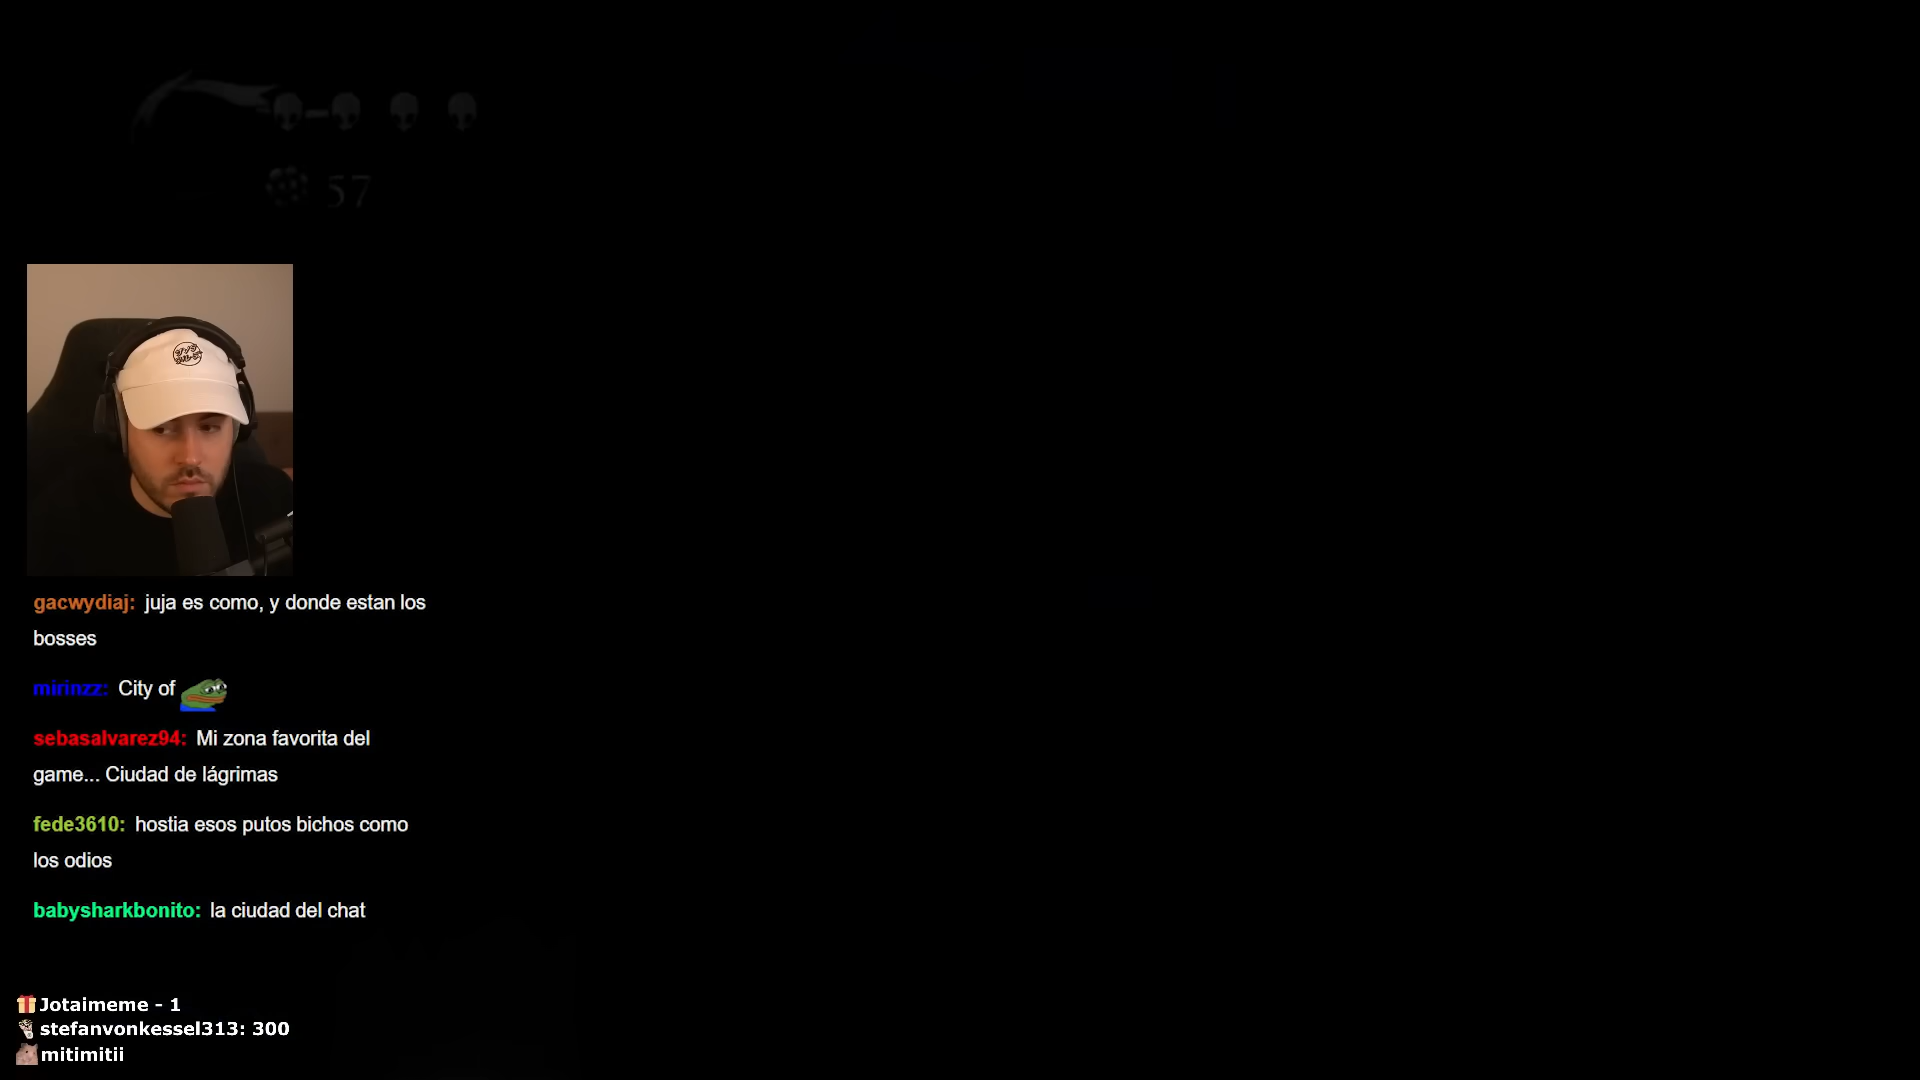 57
gacwydiaj: juja es como, y donde estan los
bosses
mirinzz: City of
sebasalvarez94: Mi zona favorita del
game... Ciudad de lágrimas
fede3610: hostia esos putos bichos como
los odios
babysharkbonito: la ciudad del chat
Jotaimeme - 1
stefanvonkessel313: 300
mitimitii